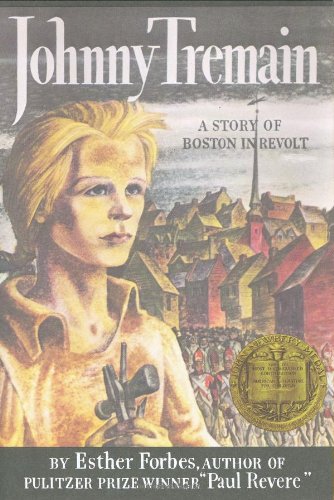 Johnny Tremain
A STORY OF
BOSTON IN REVOLT
BY Esther Forbes, AUTHOR OF
PULITZER PRIZE WINNER "Paul Revere"